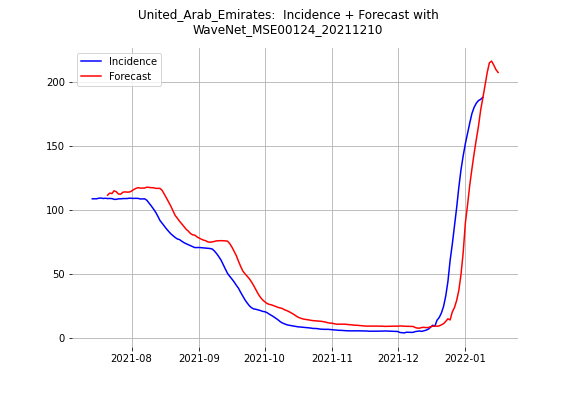 United_Arab_Emirates:  Incidence + Forecast with
WaveNet_MSE00124_20211210
Incidence
Forecast
200
150
100
50
0
2021-08 2021-09 2021-10 2021-11 2021-12 2022-01